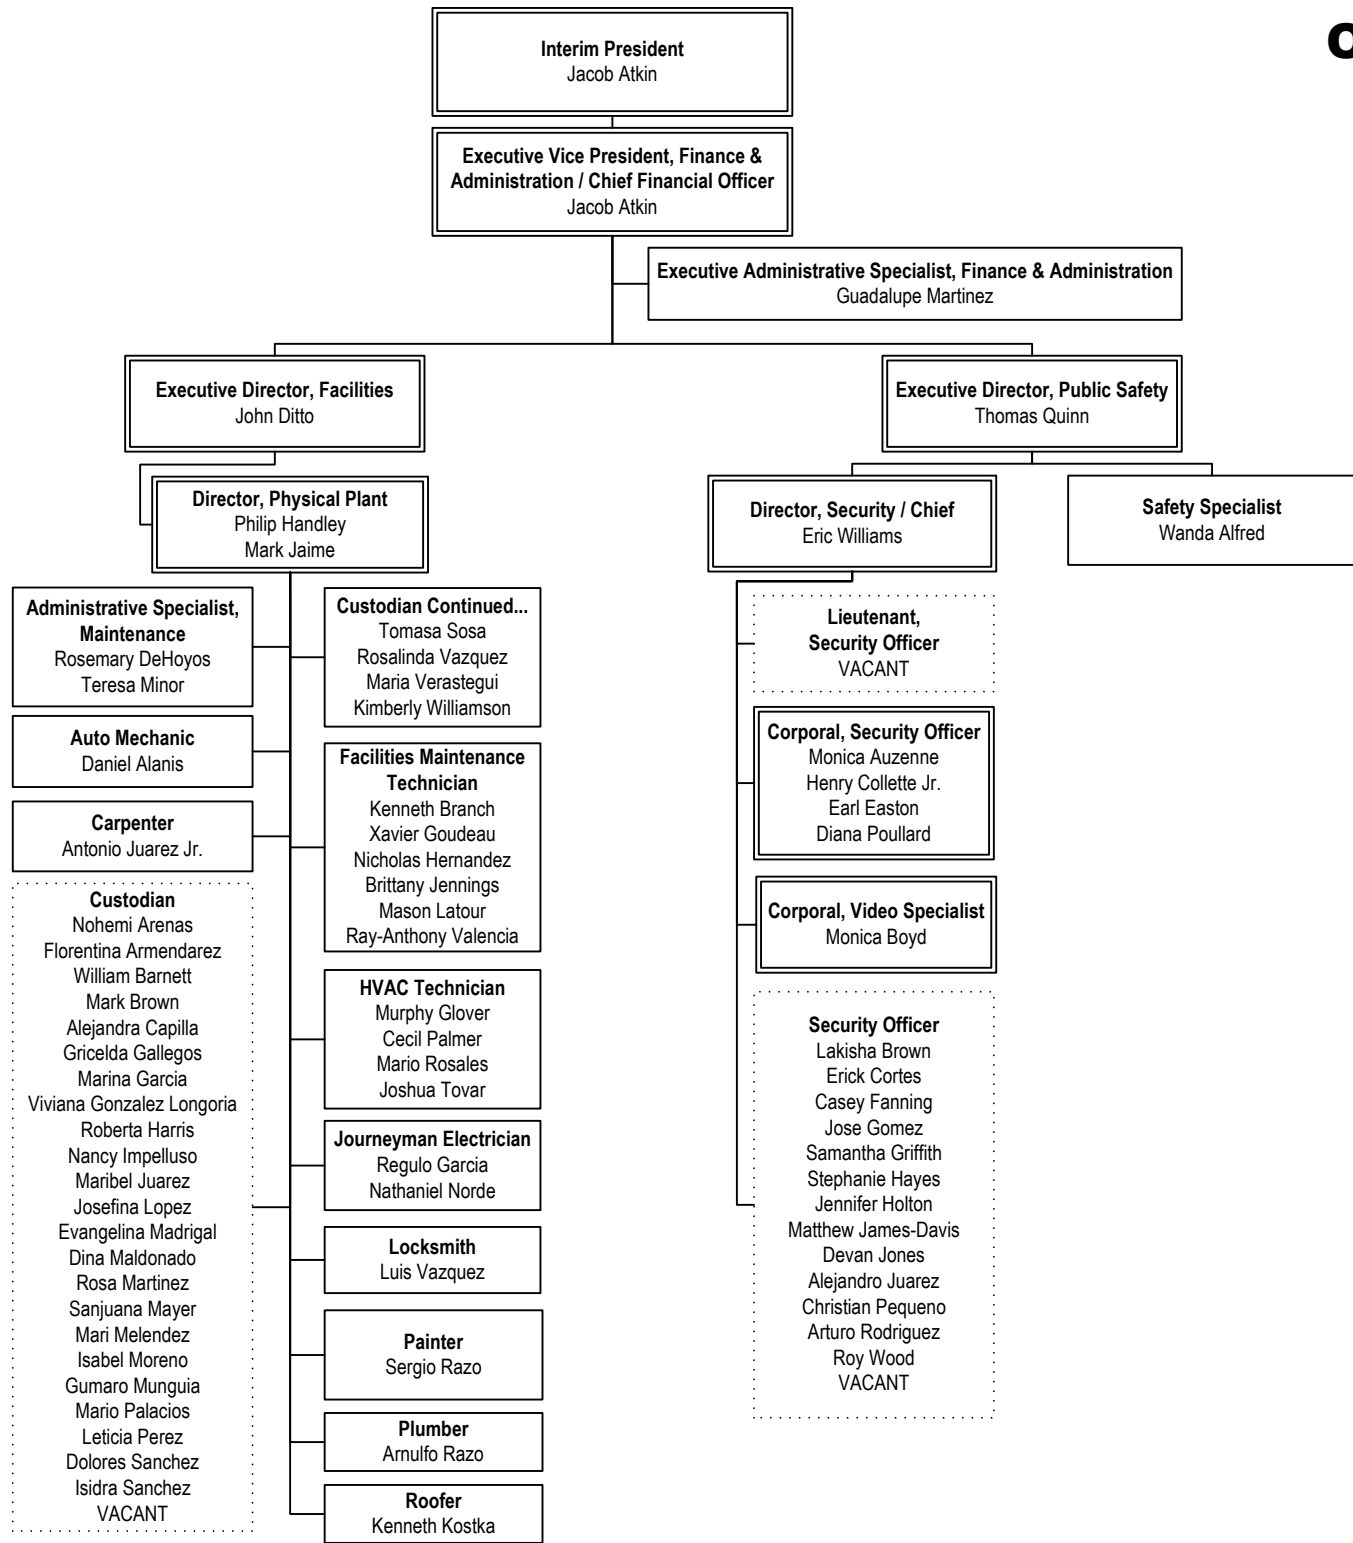 Interim President
Jacob Atkin
Executive Vice President, Finance &
Administration / Chief Financial Officer
Jacob Atkin
Executive Administrative Specialist, Finance & Administration
Guadalupe Martinez
Executive Director, Facilities
John Ditto
Executive Director, Public Safety
Thomas Quinn
Director, Physical Plant
Philip Handley
Mark Jaime
Director, Security / Chief
Eric Williams
Safety Specialist
Wanda Alfred
Administrative Specialist,
Maintenance
Rosemary DeHoyos
Teresa Minor
Auto Mechanic
Daniel Alanis
Carpenter
Antonio Juarez Jr.
Custodian
Nohemi Arenas
Florentina Armendarez
William Barnett
Mark Brown
Alejandra Capilla
Gricelda Gallegos
Marina Garcia
Viviana Gonzalez Longoria
Roberta Harris
Nancy Impelluso
Maribel Juarez
Josefina Lopez
Evangelina Madrigal
Dina Maldonado
Rosa Martinez
Sanjuana Mayer
Mari Melendez
Isabel Moreno
Gumaro Munguia
Mario Palacios
Leticia Perez
Dolores Sanchez
Isidra Sanchez
VACANT
Custodian Continued...
Tomasa Sosa
Rosalinda Vazquez
Maria Verastegui
Kimberly Williamson
Facilities Maintenance
Technician
Kenneth Branch
Xavier Goudeau
Nicholas Hernandez
Brittany Jennings
Mason Latour
Ray-Anthony Valencia
HVAC Technician
Murphy Glover
Cecil Palmer
Mario Rosales
Joshua Tovar
Journeyman Electrician
Regulo Garcia
Nathaniel Norde
Locksmith
Luis Vazquez
Painter
Sergio Razo
Plumber
Arnulfo Razo
Roofer
Kenneth Kostka
Lieutenant,
Security Officer
VACANT
Corporal, Security Officer
Monica Auzenne
Henry Collette Jr.
Earl Easton
Diana Poullard
Corporal, Video Specialist
Monica Boyd
Security Officer
Lakisha Brown
Erick Cortes
Casey Fanning
Jose Gomez
Samantha Griffith
Stephanie Hayes
Jennifer Holton
Matthew James-Davis
Devan Jones
Alejandro Juarez
Christian Pequeno
Arturo Rodriguez
Roy Wood
VACANT